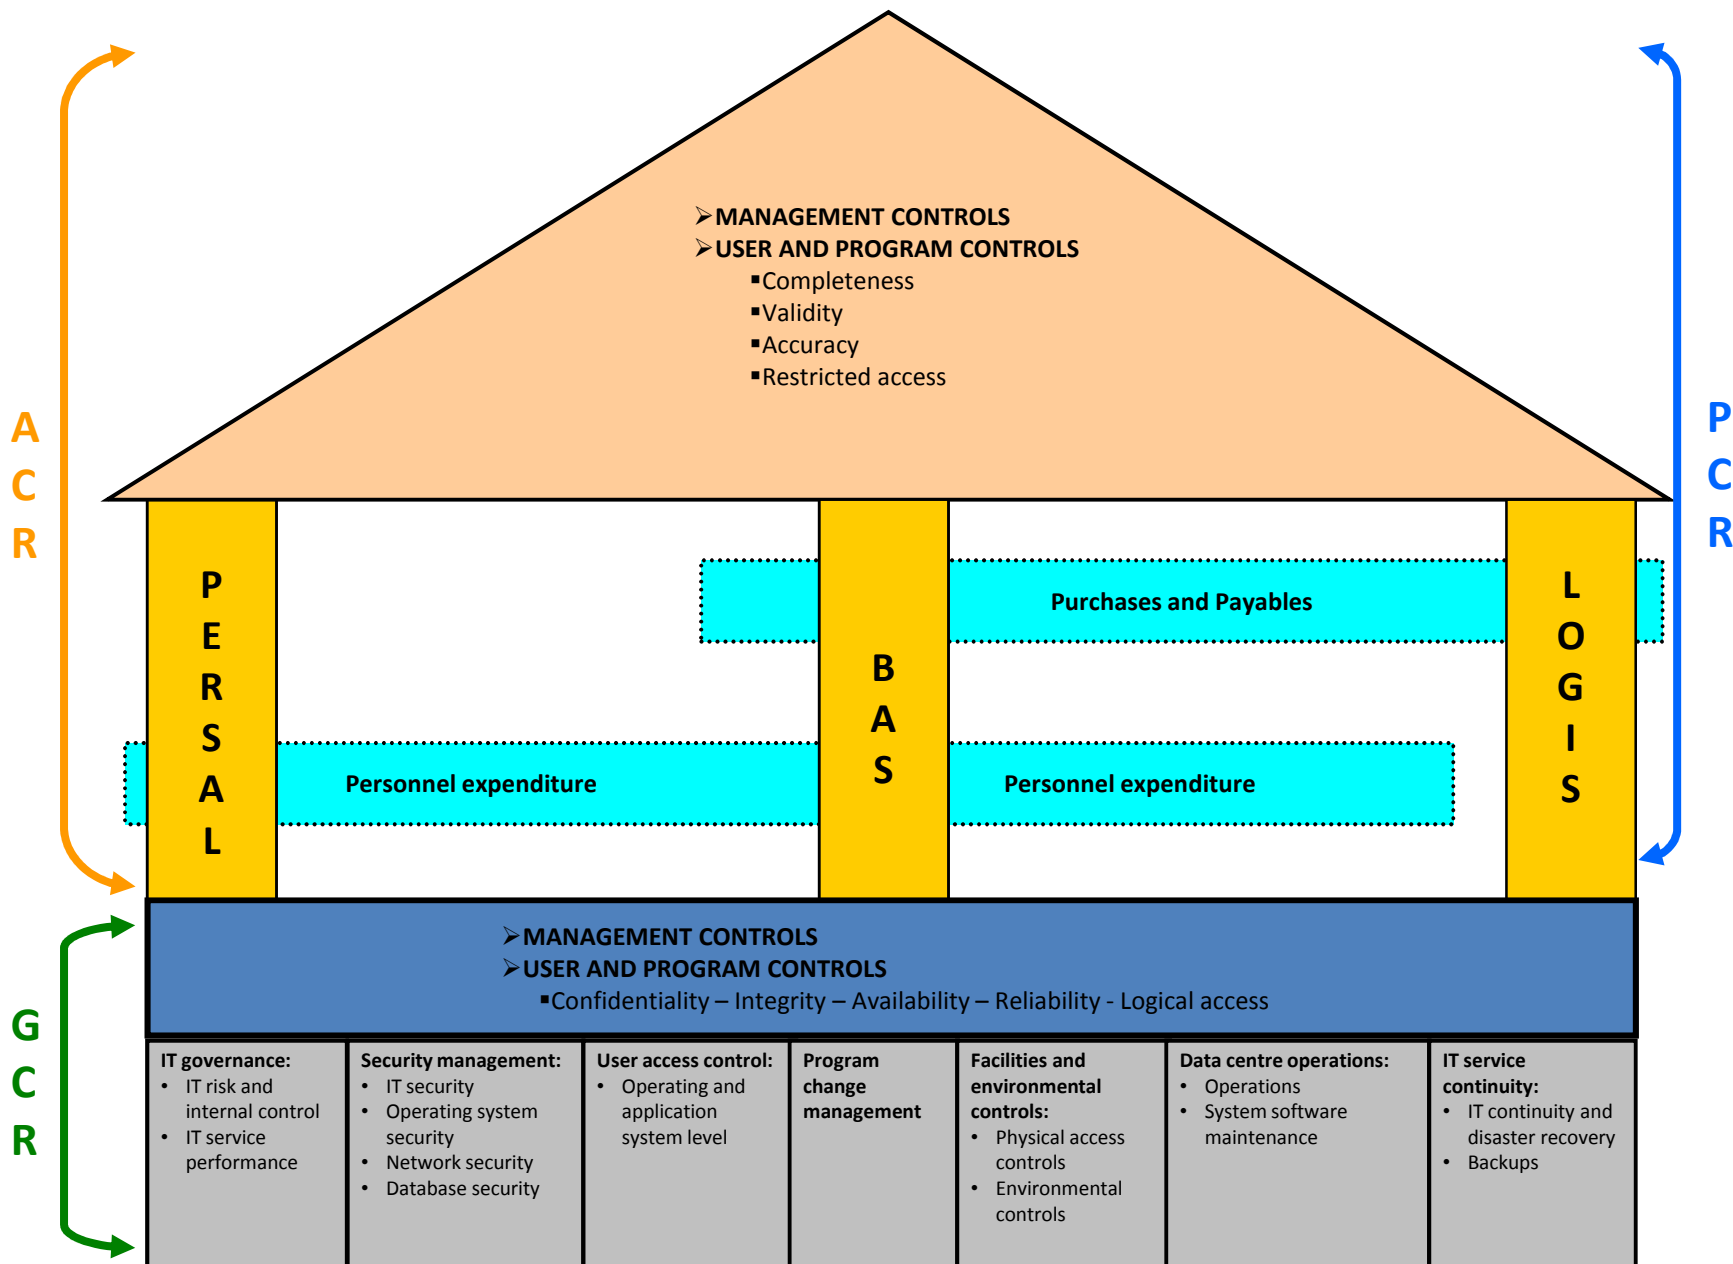 ➢MANAGEMENT CONTROLS
➢USER AND PROGRAM CONTROLS
▪Completeness
▪Validity
▪Accuracy
▪Restricted access
A
C
R
P
C
R
P
E
R
S
A
L
B
A
S
L
O
G
I
S
Purchases and Payables
Personnel expenditure
Personnel expenditure
➢MANAGEMENT CONTROLS
➢USER AND PROGRAM CONTROLS
▪Confidentiality – Integrity – Availability – Reliability - Logical access
G
C
R
IT governance:
• IT risk and
internal control
• IT service
performance
Security management:
• IT security
• Operating system
security
• Network security
• Database security
User access control:
• Operating and
application
system level
Program
change
management
Facilities and
environmental
controls:
• Physical access
controls
• Environmental
controls
Data centre operations:
• Operations
• System software
maintenance
IT service
continuity:
• IT continuity and
disaster recovery
• Backups